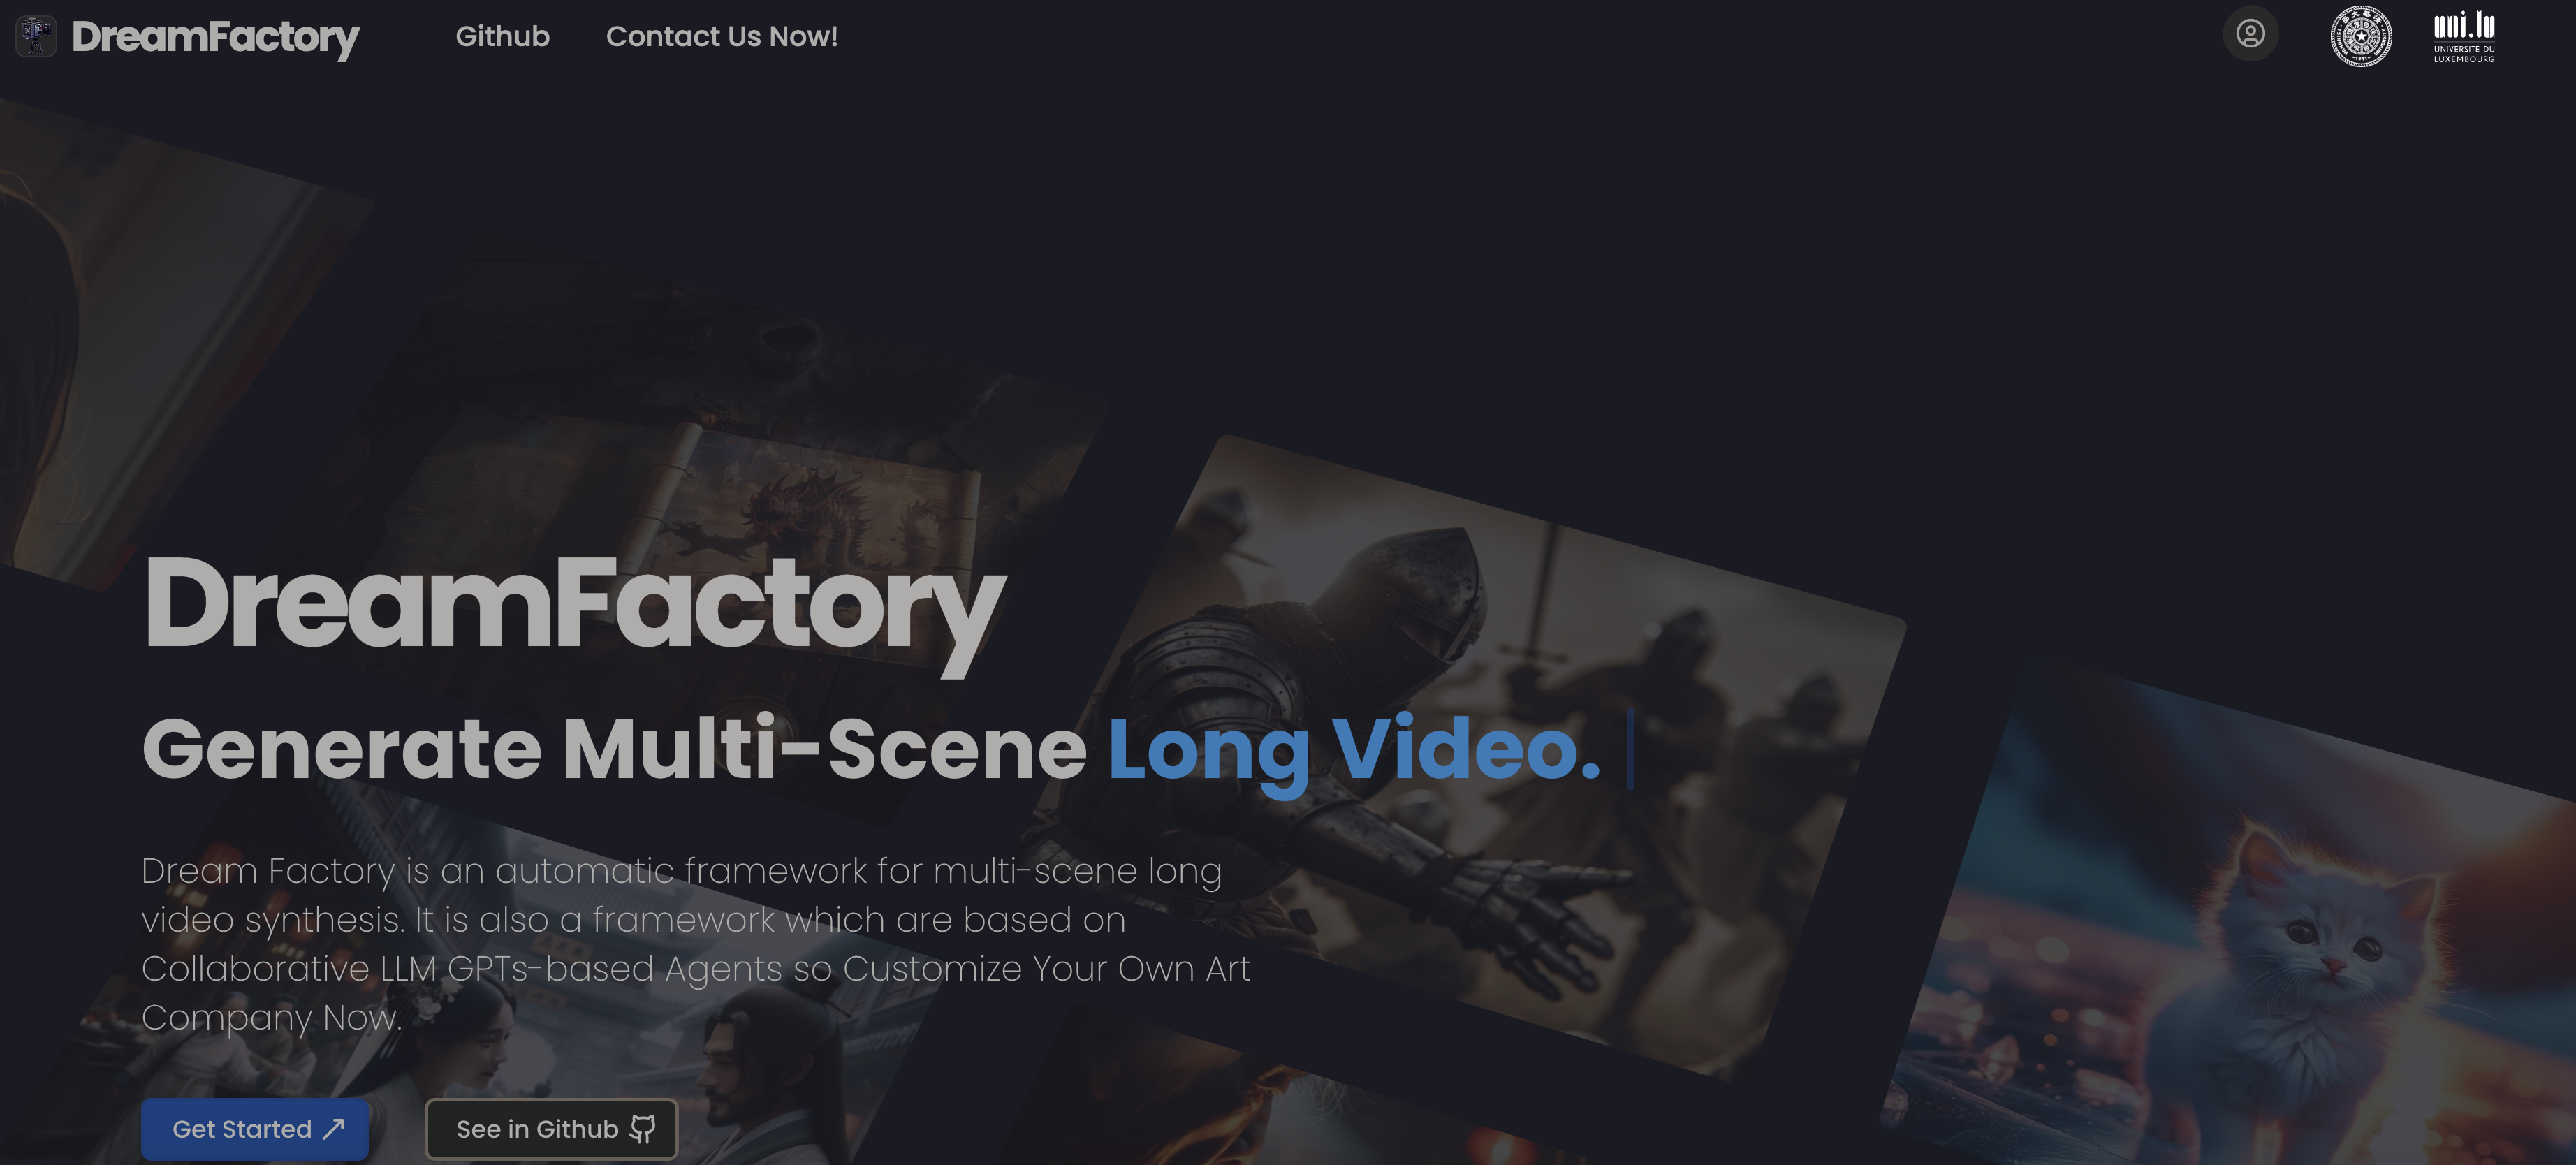 DreamFactory
Github
Contact Us Now!
uni.lu
UNIVERSITÉ DU
LUXEMBOURG
DreamFactory
Generate Multi-Scene Long Video.
Dream Factory is an automatic framework for multi-scene long
video synthesis. It is also a framework which are based on
Collaborative LLM GPTs-based Agents so Customize Your Own Art
Company Now.
Get Started
See in Github